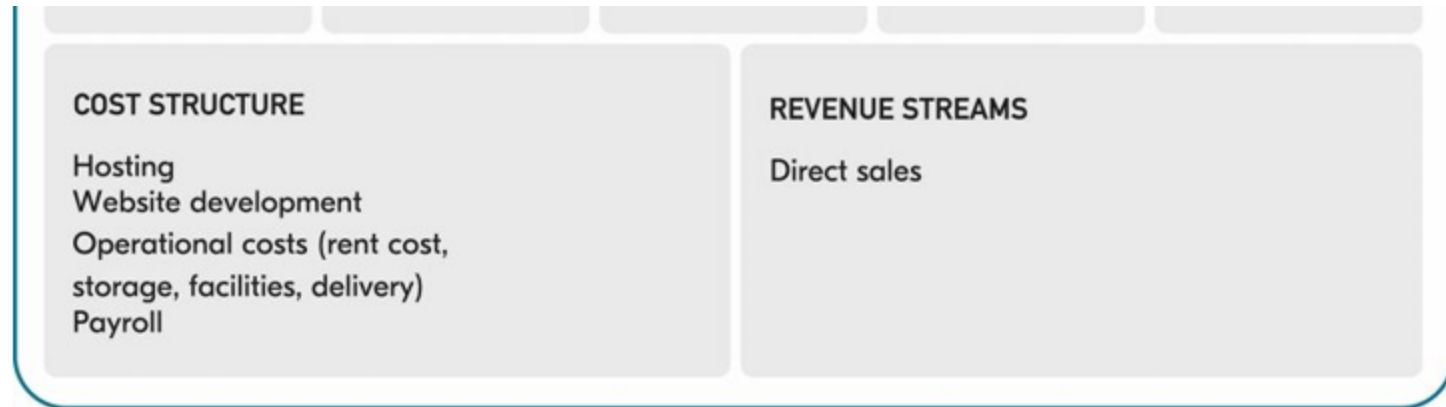 COST STRUCTURE
Hosting
Website development
Operational costs (rent cost,
storage, facilities, delivery)
Payroll
REVENUE STREAMS
Direct sales